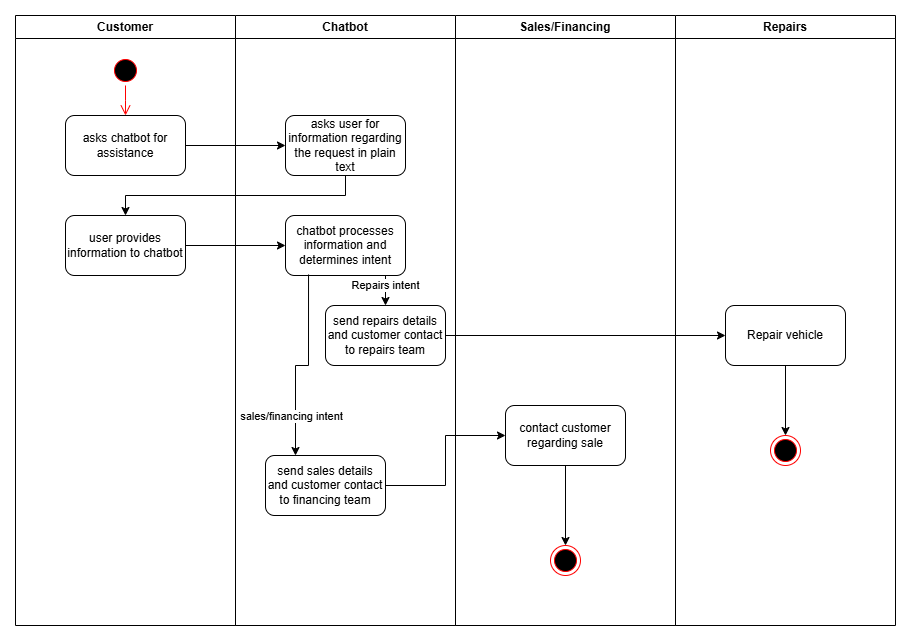 Customer
Chatbot
Sales/Financing
Repairs
asks chatbot for
assistance
asks user for
information regarding
the request in plain
text
user provides
information to chatbot
chatbot processes
information and
determines intent
Repairs intent
send repairs details
and customer contact
to repairs team
Repair vehicle
sales/financing intent
contact customer
regarding sale
send sales details
and customer contact
to financing team